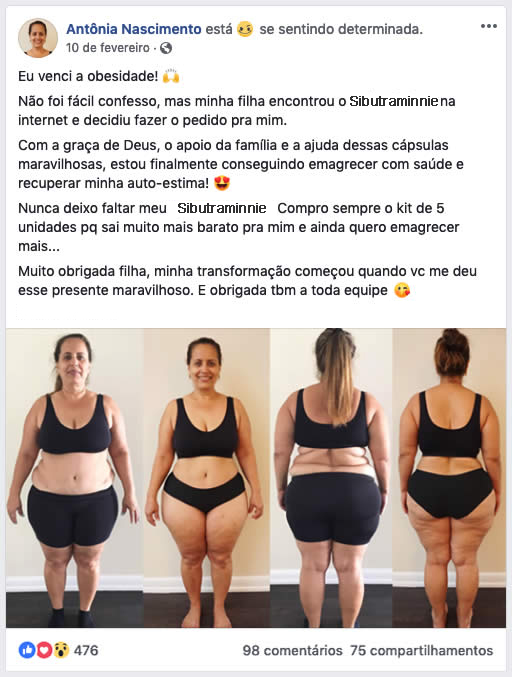 Antônia Nascimento está 😖 se sentindo determinada.
10 de fevereiro ·
Eu venci a obesidade! 🙌
Não foi fácil confesso, mas minha filha encontrou o Sibutraminnie na
internet e decidiu fazer o pedido pra mim.
Com a graça de Deus, o apoio da família e a ajuda dessas cápsulas
maravilhosas, estou finalmente conseguindo emagrecer com saúde e
recuperar minha auto-estima! 😍
Nunca deixo faltar meu Sibutraminnie Compro sempre o kit de 5
unidades pq sai muito mais barato pra mim e ainda quero emagrecer
mais...
Muito obrigada filha, minha transformação começou quando vc me deu
esse presente maravilhoso. E obrigada tbm a toda equipe 😘
476 98 comentários 75 compartilhamentos